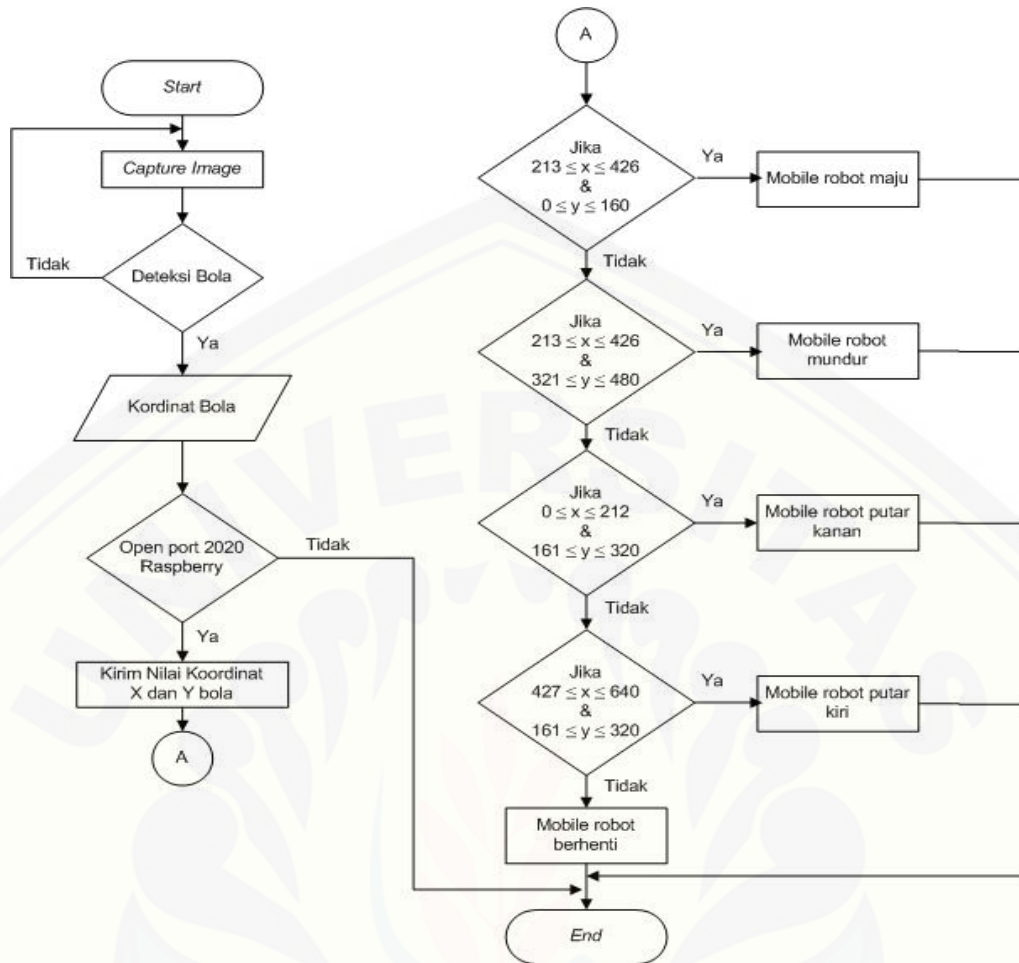 Start
Capture Image
Deteksi Bola
Tidak
Ya
Kordinat Bola
Open port 2020
Raspberry
Tidak
Ya
Kirim Nilai Koordinat
X dan Y bola
A
A
Jika
213 ≤ x ≤ 426
&
0 ≤ y ≤ 160
Ya
Mobile robot maju
Tidak
Jika
213 ≤ x ≤ 426
&
321 ≤ y ≤ 480
Ya
Mobile robot
mundur
Tidak
Jika
0 ≤ x ≤ 212
&
161 ≤ y ≤ 320
Ya
Mobile robot putar
kanan
Tidak
Jika
427 ≤ x ≤ 640
&
161 ≤ y ≤ 320
Ya
Mobile robot putar
kiri
Tidak
Mobile robot
berhenti
End
UNIVERSITAS